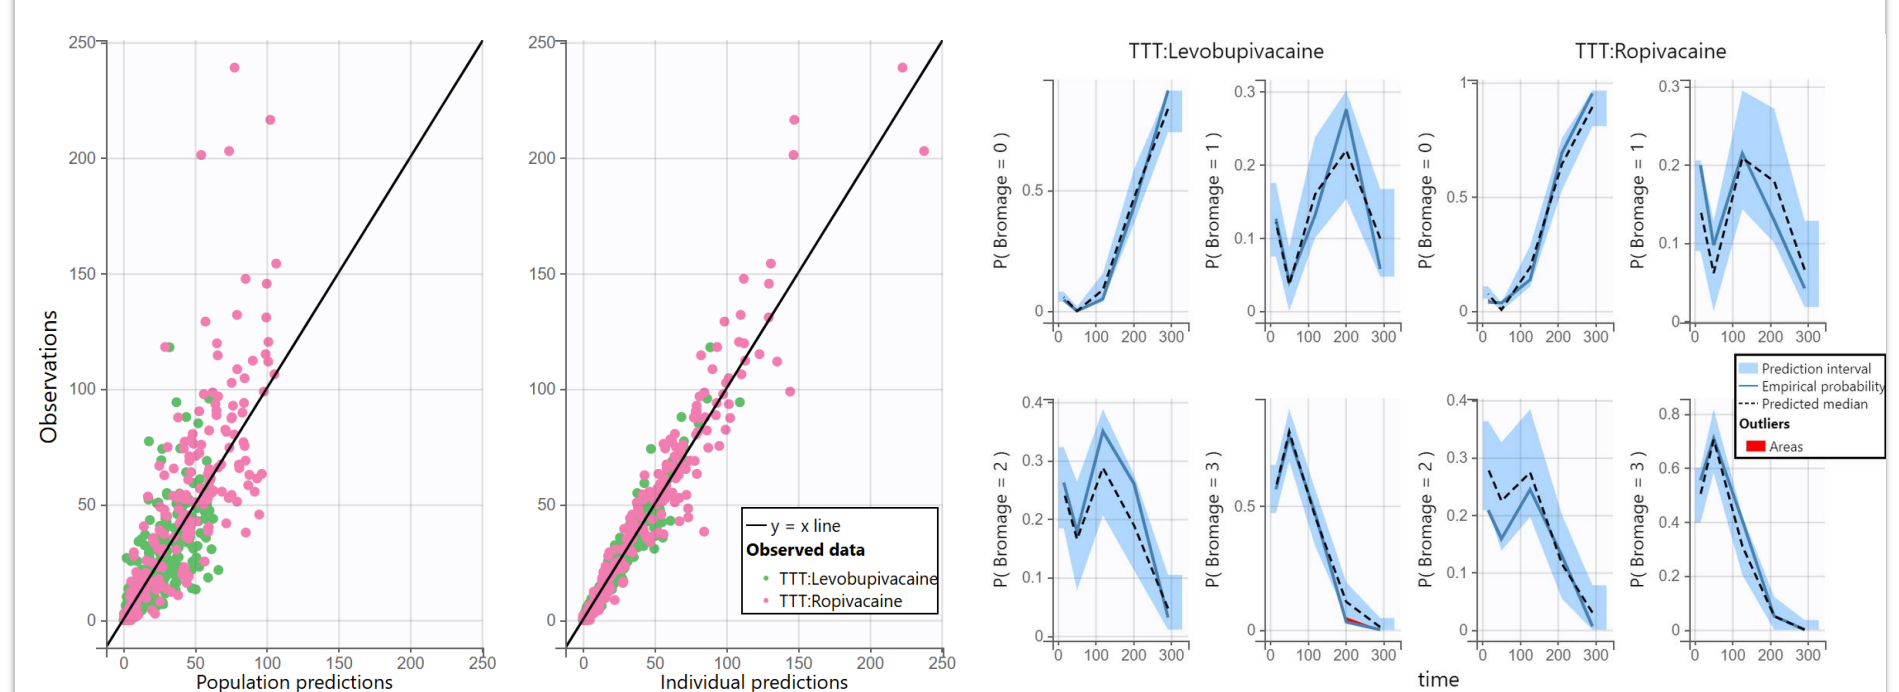 Observations
250
200
150
100
50
0
0 50 100 150 200 250
Population predictions
250
200
150
100
50
0
0 50 100 150 200 250
Individual predictions
y = x line
Observed data
TTT:Levobupivacaine
TTT:Ropivacaine
TTT:Levobupivacaine
P( Bromage = 0 )
0.5
0
0 100 200 300
P( Bromage = 1 )
0.3
0.2
0.1
0
0 100 200 300
TTT:Ropivacaine
P( Bromage = 0 )
1
0.5
0
0 100 200 300
P( Bromage = 1 )
0.3
0.2
0.1
0
0 100 200 300
P( Bromage = 2 )
0.4
0.3
0.2
0.1
0
0 100 200 300
P( Bromage = 3 )
0.5
0
0 100 200 300
P( Bromage = 2 )
0.4
0.3
0.2
0.1
0
0 100 200 300
P( Bromage = 3 )
0.8
0.6
0.4
0.2
0
0 100 200 300
Prediction interval
Empirical probability
Predicted median
Outliers
Areas
time